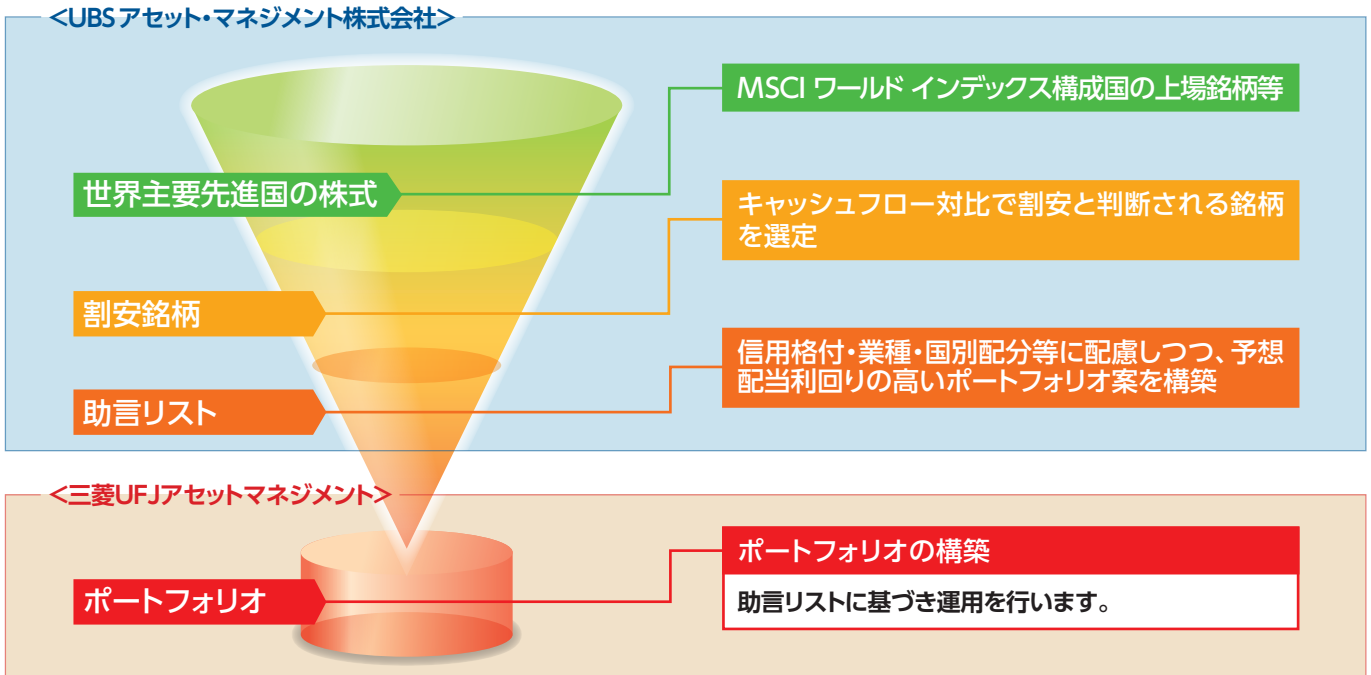 <UBSアセット・マネジメント株式会社>
MSCI ワールド インデックス構成国の上場銘柄等
世界主要先進国の株式
キャッシュフロー対比で割安と判断される銘柄
を選定
割安銘柄
信用格付・業種・国別配分等に配慮しつつ、予想
配当利回りの高いポートフォリオ案を構築
助言リスト
<三菱UFJアセットマネジメント>
ポートフォリオの構築
ポートフォリオ
助言リストに基づき運用を行います。